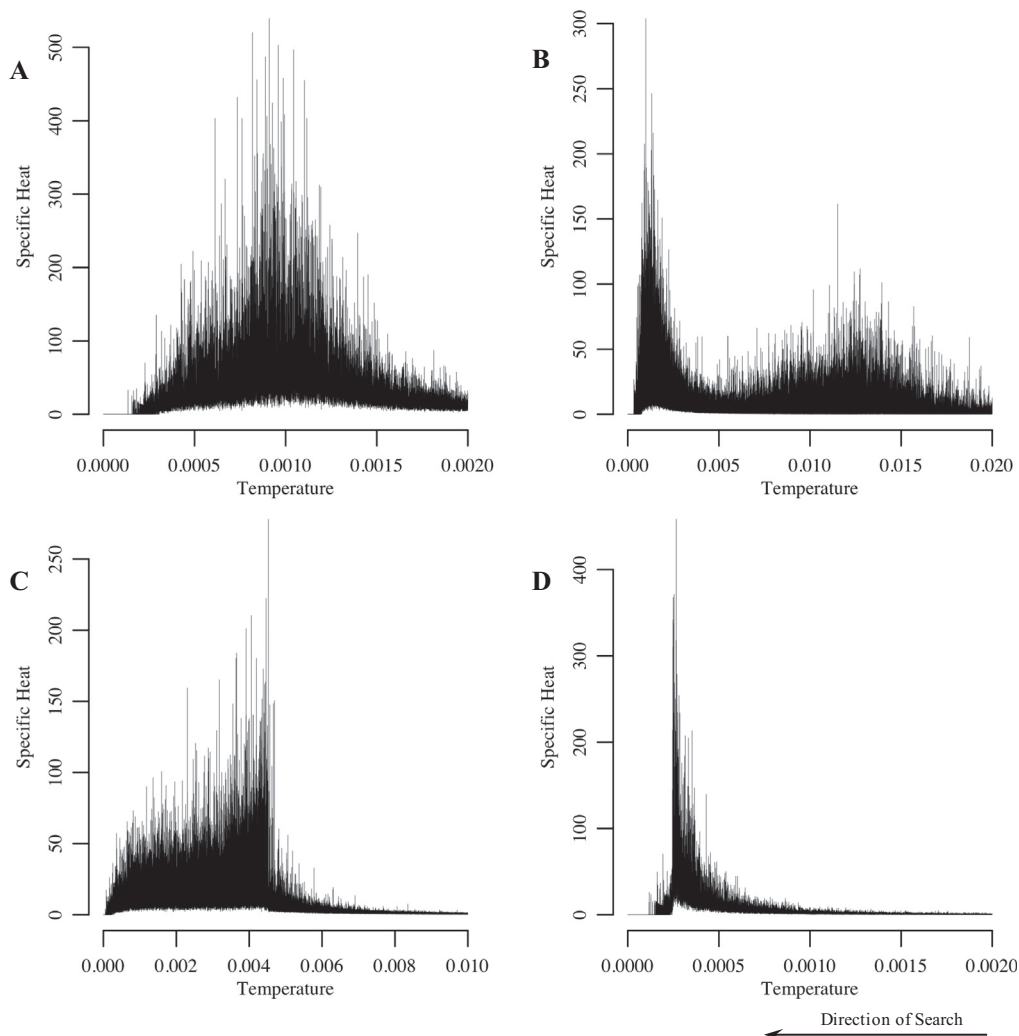 A
Specific Heat
0 100 200 300 400 500
0.0000 0.0005 0.0010 0.0015 0.0020
Temperature
B
Specific Heat
0 50 100 150 200 250 300
0.000 0.005 0.010 0.015 0.020
Temperature
C
Specific Heat
0 50 100 150 200 250
0.000 0.002 0.004 0.006 0.008 0.010
Temperature
D
Specific Heat
0 100 200 300 400
0.0000 0.0005 0.0010 0.0015 0.0020
Temperature
Direction of Search